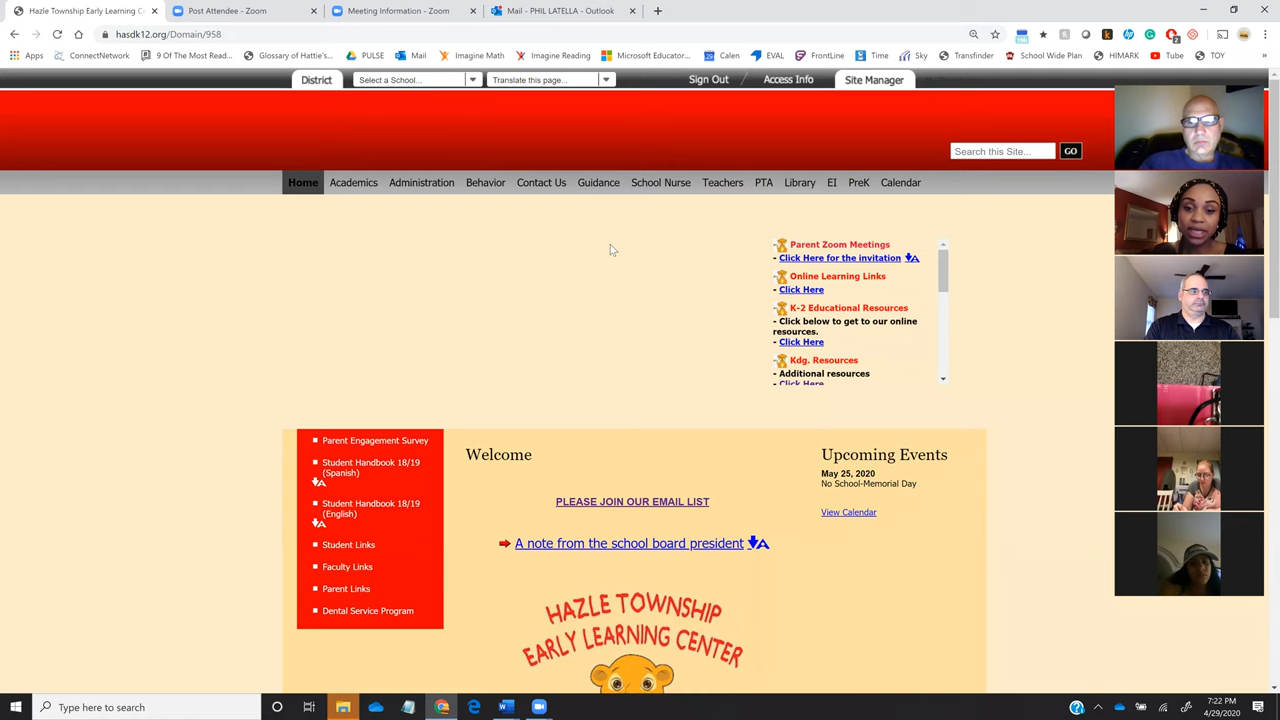 Hazle Township Early Learning C
Post Attendee - Zoom
Meeting Information - Zoom
Mail - PHIL LATELLA - Outlook
hasdk12.org/Domain/958
Apps
ConnectNetwork
9 Of The Most Read...
Glossary of Hattie's...
PULSE
Mail
Imagine Math
Imagine Reading
Microsoft Educator...
Calen
EVAL
FrontLine
Time
Sky
Transfinder
School Wide Plan
HIMARK
Tube
TOY
District
Select a School...
Translate this page...
Sign Out
Access Info
Site Manager
Search this Site...
GO
Home
Academics
Administration
Behavior
Contact Us
Guidance
School Nurse
Teachers
PTA
Library
EI
PreK
Calendar
Parent Zoom Meetings
- Click Here for the invitation
Online Learning Links
- Click Here
K-2 Educational Resources
- Click below to get to our online
resources.
- Click Here
Kdg. Resources
- Additional resources
- Click Here
Parent Engagement Survey
Student Handbook 18/19
(Spanish)
Student Handbook 18/19
(English)
Student Links
Faculty Links
Parent Links
Dental Service Program
Welcome
PLEASE JOIN OUR EMAIL LIST
A note from the school board president
HAZLE TOWNSHIP
EARLY LEARNING CENTER
Upcoming Events
May 25, 2020
No School-Memorial Day
View Calendar
Type here to search
7:22 PM
4/29/2020